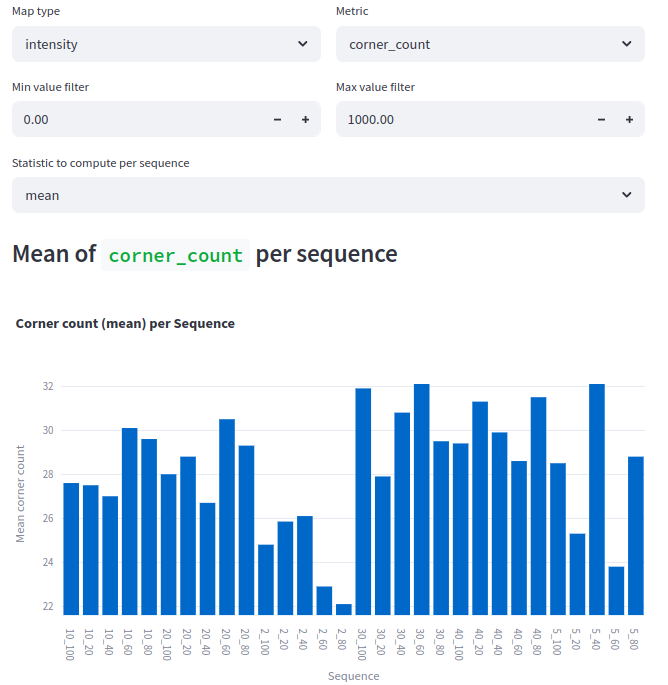 Map type Metric
intensity corner_count
Min value filter Max value filter
0.00 − + 1000.00 − +
Statistic to compute per sequence
mean
Mean of corner_count per sequence
Corner count (mean) per Sequence
32
30
28
26
24
22
Mean corner count
10_100 10_20 10_40 10_60 10_80 20_100 20_20 20_40 20_60 20_80 2_100 2_20 2_40 2_60 2_80 30_100 30_20 30_40 30_60 30_80 40_100 40_20 40_40 40_60 40_80 5_100 5_20 5_40 5_60 5_80
Sequence